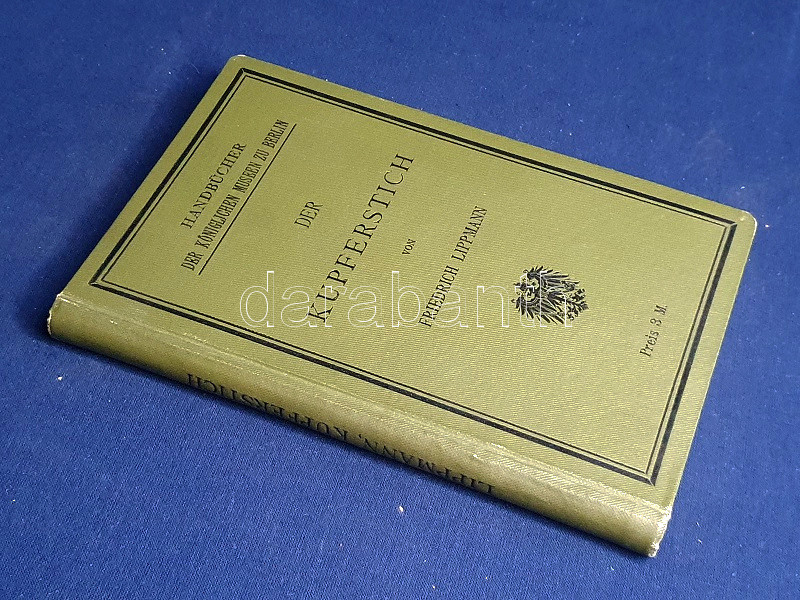 HANDBÜCHER
DER KÖNIGLICHEN MUSEEN ZU BERLIN
DER
KUPFERSTICH
VON
FRIEDRICH LIPPMANN
Preis 3 M.
LIPPMANN, KUPFERSTICH
darabanth